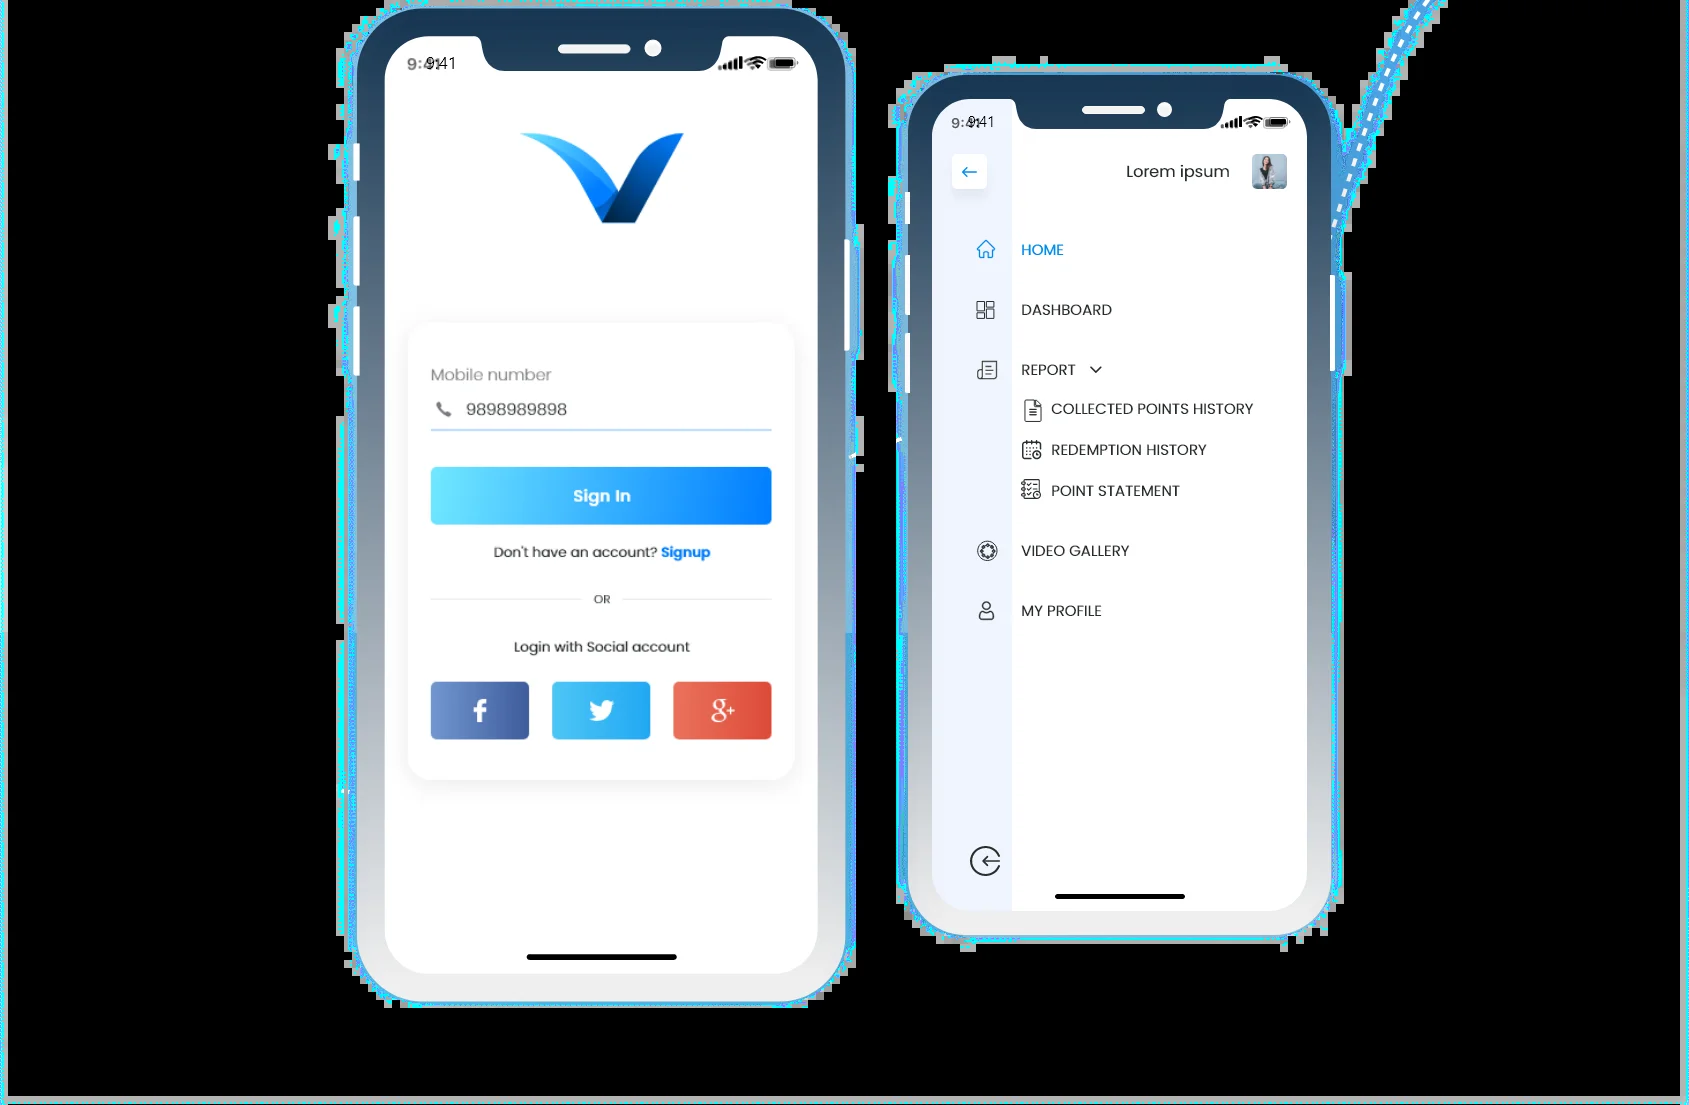 9:41
Mobile number
9898989898
Sign In
Don't have an account? Signup
OR
Login with Social account
f
g+
9:41
Lorem ipsum
HOME
DASHBOARD
REPORT
COLLECTED POINTS HISTORY
REDEMPTION HISTORY
POINT STATEMENT
VIDEO GALLERY
MY PROFILE